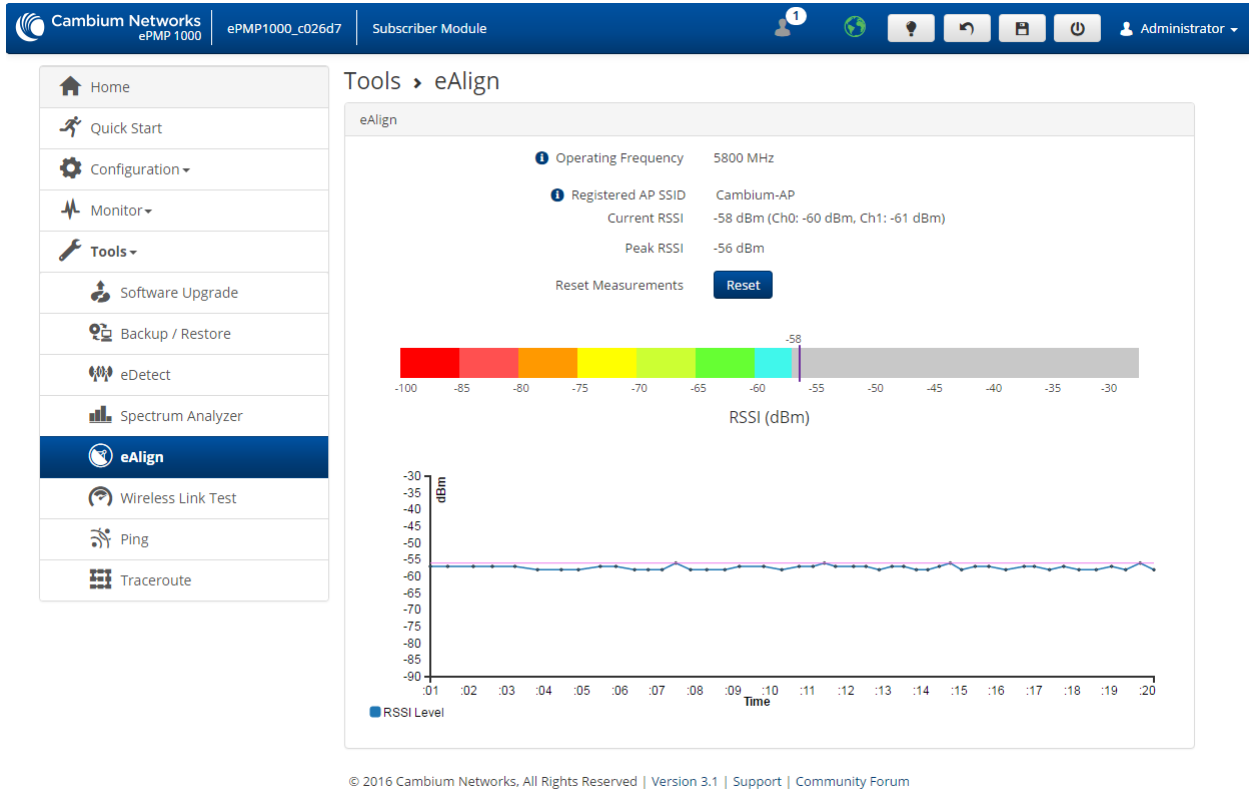 Cambium Networks
ePMP 1000
ePMP1000_c026d7
Subscriber Module
1
Administrator
Home
Quick Start
Configuration
Monitor
Tools
Software Upgrade
Backup / Restore
eDetect
Spectrum Analyzer
eAlign
Wireless Link Test
Ping
Traceroute
Tools › eAlign
eAlign
Operating Frequency 5800 MHz
Registered AP SSID Cambium-AP
Current RSSI -58 dBm (Ch0: -60 dBm, Ch1: -61 dBm)
Peak RSSI -56 dBm
Reset Measurements Reset
-58
-100 -85 -80 -75 -70 -65 -60 -55 -50 -45 -40 -35 -30
RSSI (dBm)
dBm
-30
-35
-40
-45
-50
-55
-60
-65
-70
-75
-80
-85
-90
:01 :02 :03 :04 :05 :06 :07 :08 :09 :10 :11 :12 :13 :14 :15 :16 :17 :18 :19 :20
Time
RSSI Level
© 2016 Cambium Networks, All Rights Reserved | Version 3.1 | Support | Community Forum